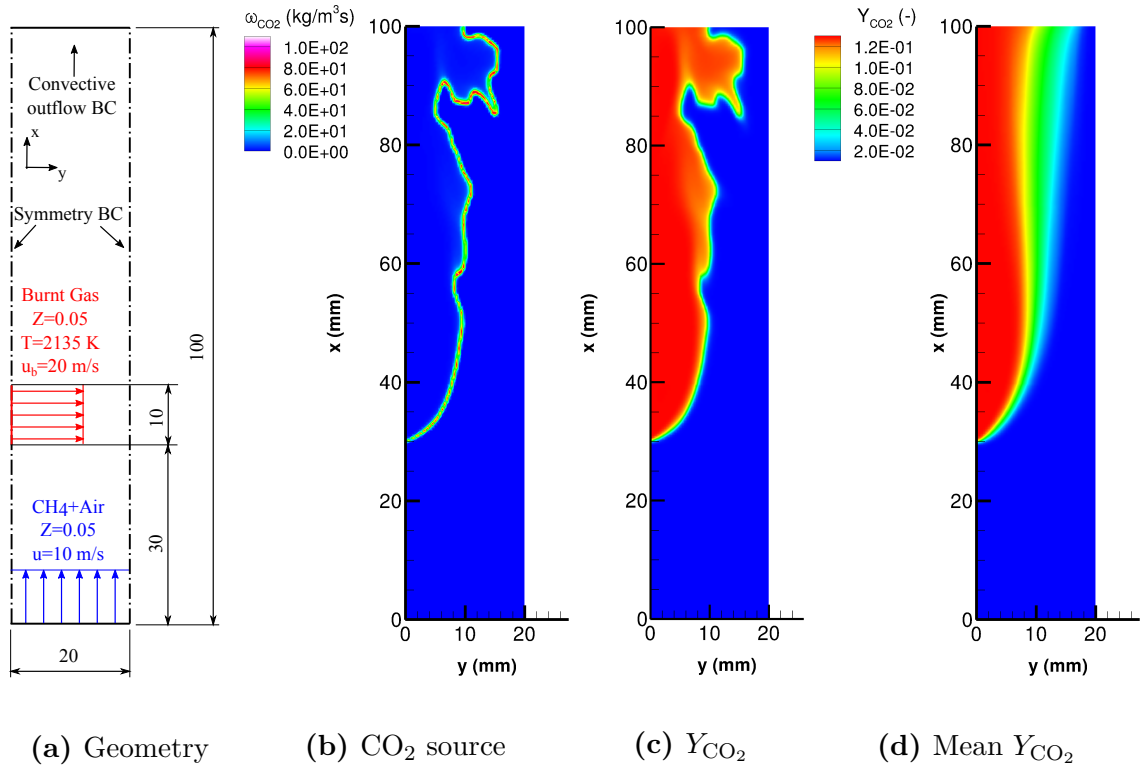 Convective
outflow BC
x
y
Symmetry BC
Burnt Gas
Z=0.05
T=2135 K
u_b=20 m/s
10
100
CH4+Air
Z=0.05
u=10 m/s
30
20
ω_CO2 (kg/m³s)
1.0E+02
8.0E+01
6.0E+01
4.0E+01
2.0E+01
0.0E+00
100
80
60
40
20
0
x (mm)
0 10 20
y (mm)
100
80
60
40
20
0
x (mm)
0 10 20
y (mm)
Y_CO2 (-)
1.2E-01
1.0E-01
8.0E-02
6.0E-02
4.0E-02
2.0E-02
100
80
60
40
20
0
x (mm)
0 10 20
y (mm)
(a) Geometry
(b) CO₂ source
(c) Y_CO₂
(d) Mean Y_CO₂